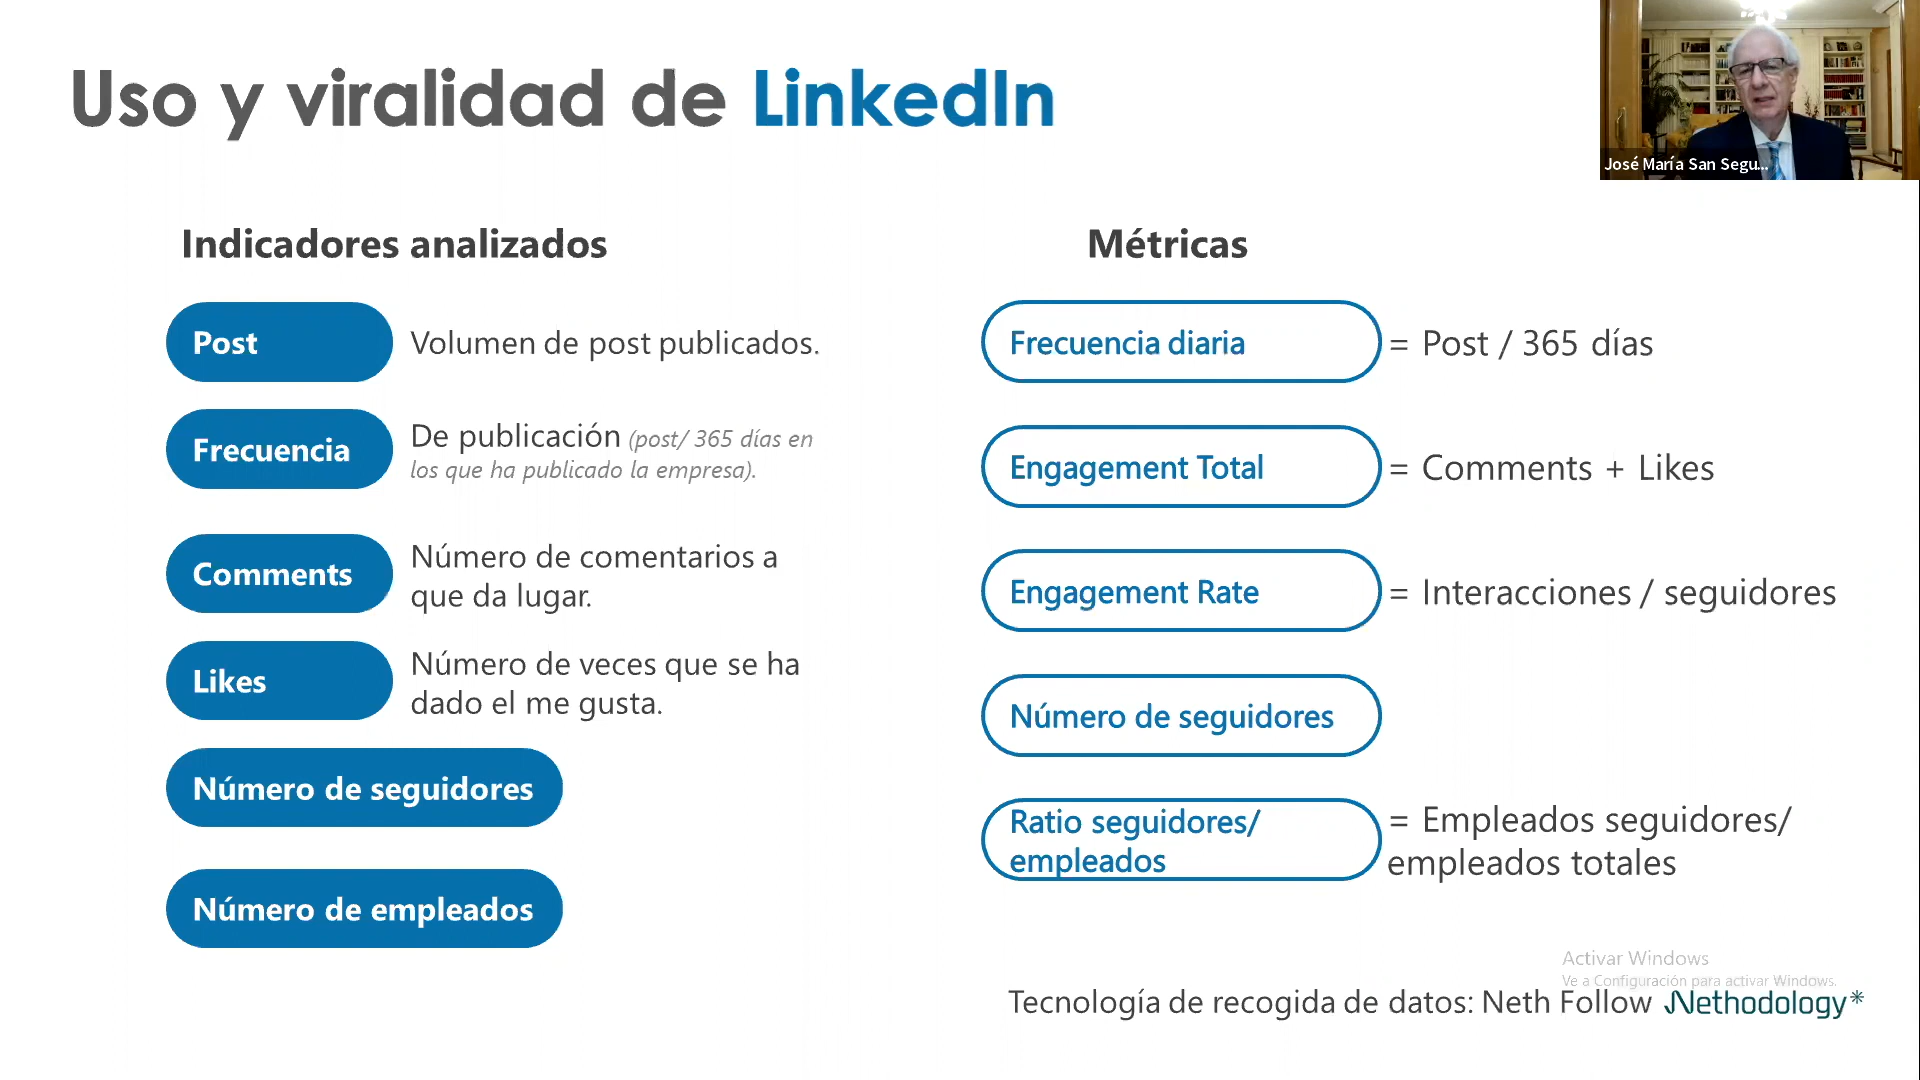 Uso y viralidad de LinkedIn
José María San Segu...
Indicadores analizados
Post
Volumen de post publicados.
Frecuencia
De publicación (post/ 365 días en
los que ha publicado la empresa).
Comments
Número de comentarios a
que da lugar.
Likes
Número de veces que se ha
dado el me gusta.
Número de seguidores
Número de empleados
Métricas
Frecuencia diaria
= Post / 365 días
Engagement Total
= Comments + Likes
Engagement Rate
= Interacciones / seguidores
Número de seguidores
Ratio seguidores/
empleados
= Empleados seguidores/
empleados totales
Activar Windows
Ve a Configuración para activar Windows.
Tecnología de recogida de datos: Neth Follow Nethodology*